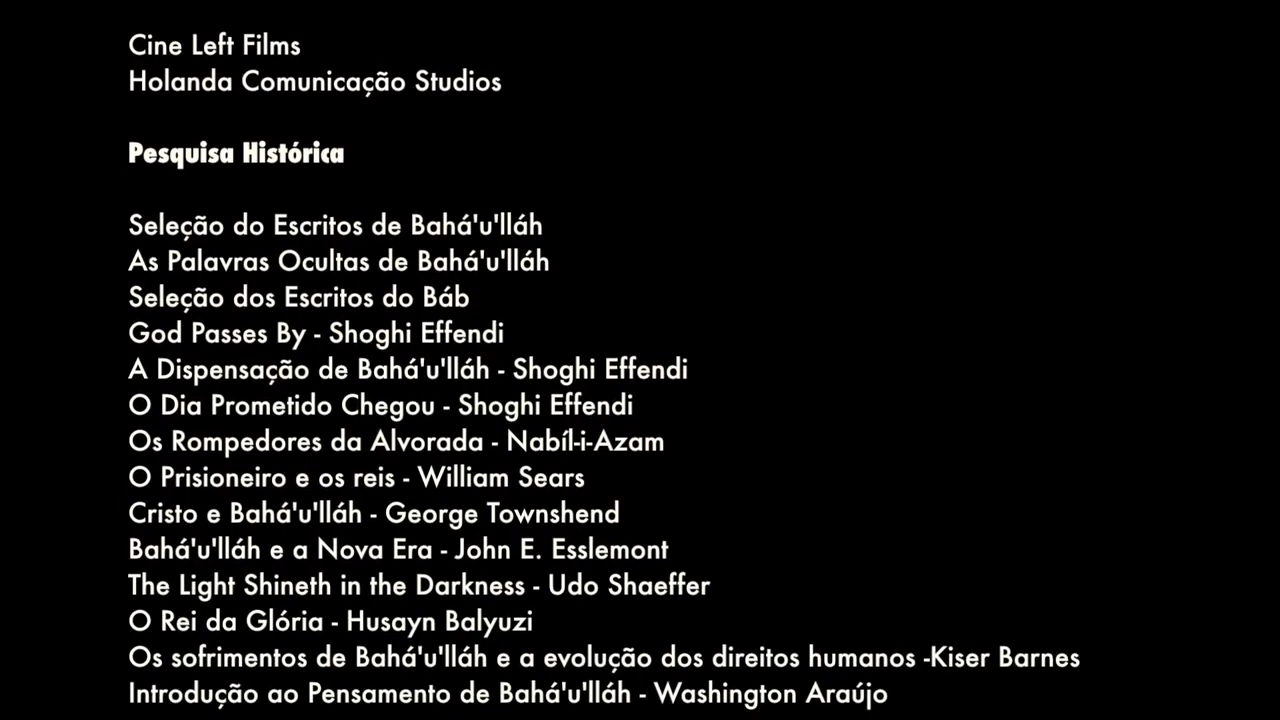 Cine Left Films
Holanda Comunicação Studios
Pesquisa Histórica
Seleção do Escritos de Bahá'u'lláh
As Palavras Ocultas de Bahá'u'lláh
Seleção dos Escritos do Báb
God Passes By - Shoghi Effendi
A Dispensação de Bahá'u'lláh - Shoghi Effendi
O Dia Prometido Chegou - Shoghi Effendi
Os Rompedores da Alvorada - Nabíl-i-Azam
O Prisioneiro e os reis - William Sears
Cristo e Bahá'u'lláh - George Townshend
Bahá'u'lláh e a Nova Era - John E. Esslemont
The Light Shineth in the Darkness - Udo Shaeffer
O Rei da Glória - Husayn Balyuzi
Os sofrimentos de Bahá'u'lláh e a evolução dos direitos humanos -Kiser Barnes
Introdução ao Pensamento de Bahá'u'lláh - Washington Araújo